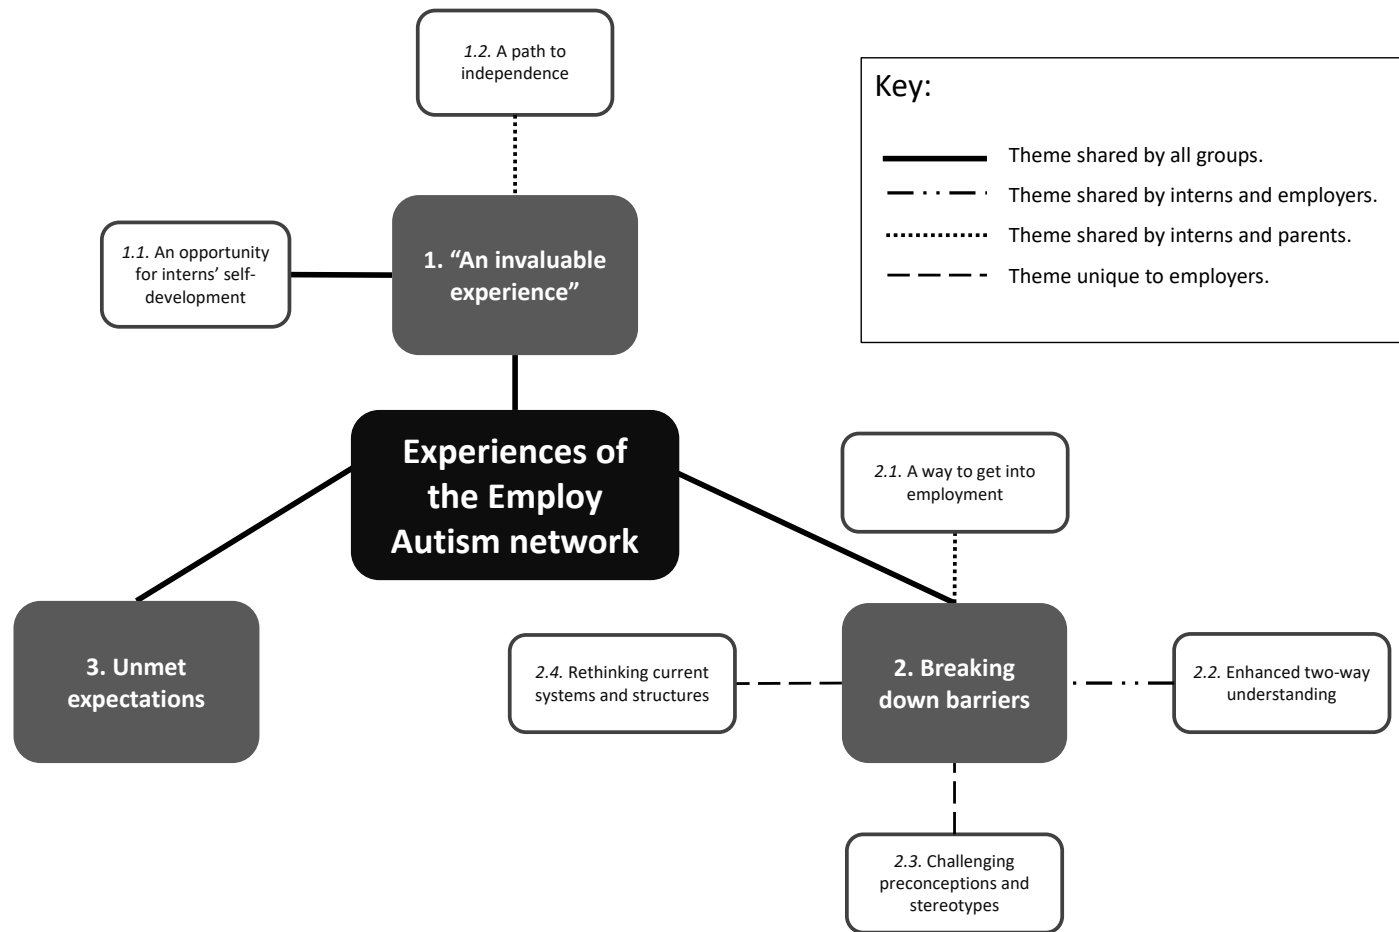 1.2. A path to
independence
Key:
Theme shared by all groups.
Theme shared by interns and employers.
Theme shared by interns and parents.
Theme unique to employers.
1.1. An opportunity
for interns’ self-
development
1. “An invaluable
experience”
Experiences of
the Employ
Autism network
2.1. A way to get into
employment
3. Unmet
expectations
2.4. Rethinking current
systems and structures
2. Breaking
down barriers
2.2. Enhanced two-way
understanding
2.3. Challenging
preconceptions and
stereotypes